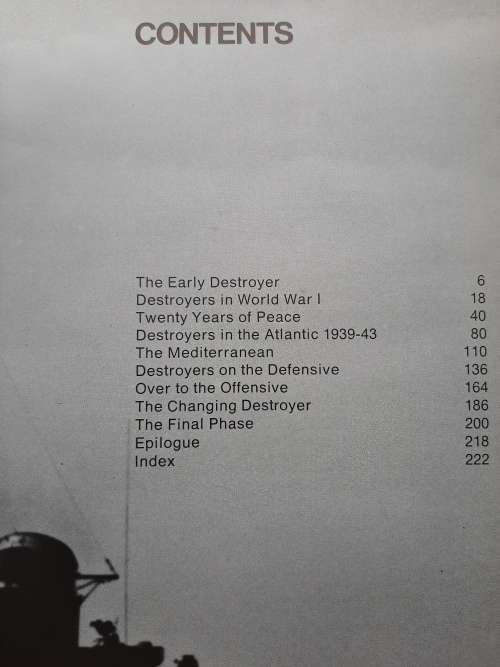 CONTENTS
The Early Destroyer 6
Destroyers in World War I 18
Twenty Years of Peace 40
Destroyers in the Atlantic 1939-43 80
The Mediterranean 110
Destroyers on the Defensive 136
Over to the Offensive 164
The Changing Destroyer 186
The Final Phase 200
Epilogue 218
Index 222